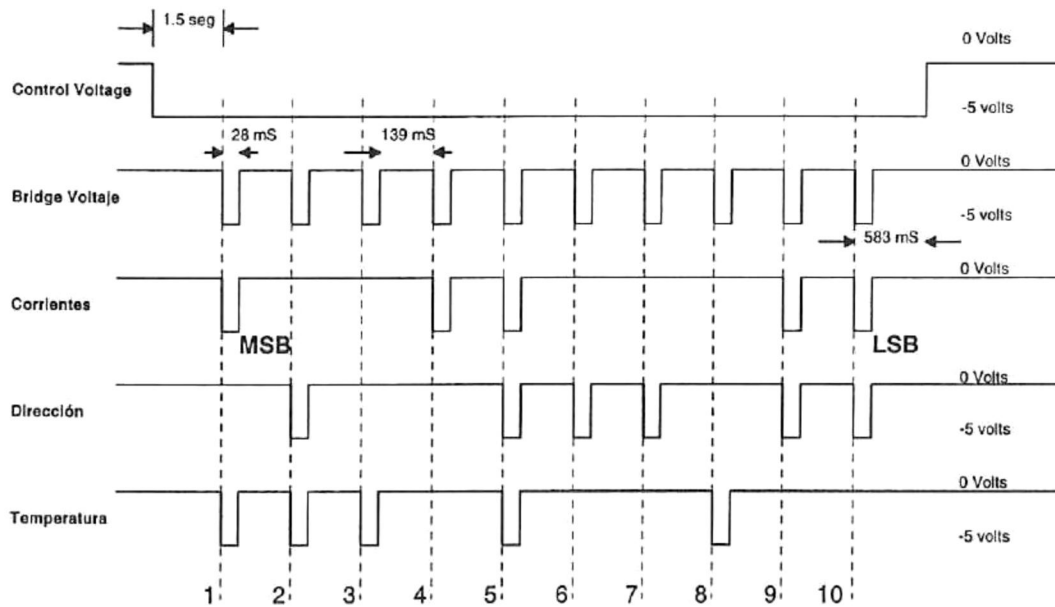 1.5 seg
0 Volts
Control Voltage
-5 volts
28 mS
139 mS
0 Volts
Bridge Voltaje
-5 Volts
583 mS
0 Volts
Corrientes
-5 Volts
MSB
LSB
0 Volts
Dirección
-5 volts
0 Volts
Temperatura
-5 volts
1 2 3 4 5 6 7 8 9 10